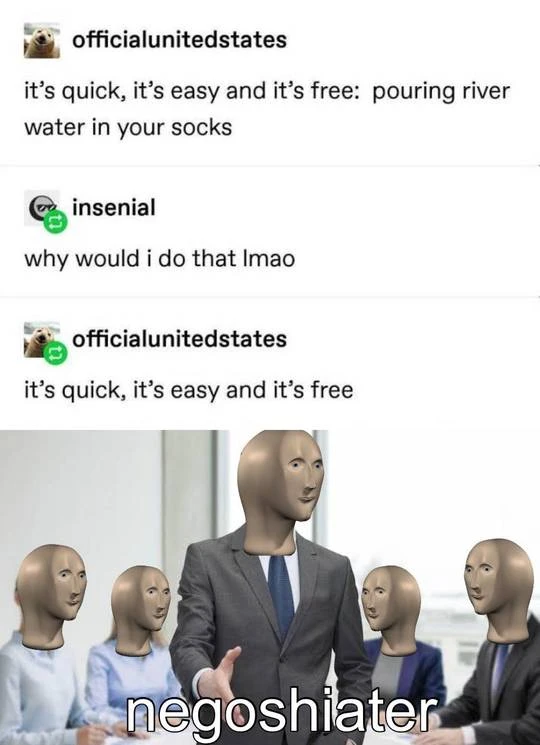 officialunitedstates
it's quick, it's easy and it's free:  pouring river
water in your socks
insenial
why would i do that lmao
officialunitedstates
it's quick, it's easy and it's free
negoshiater